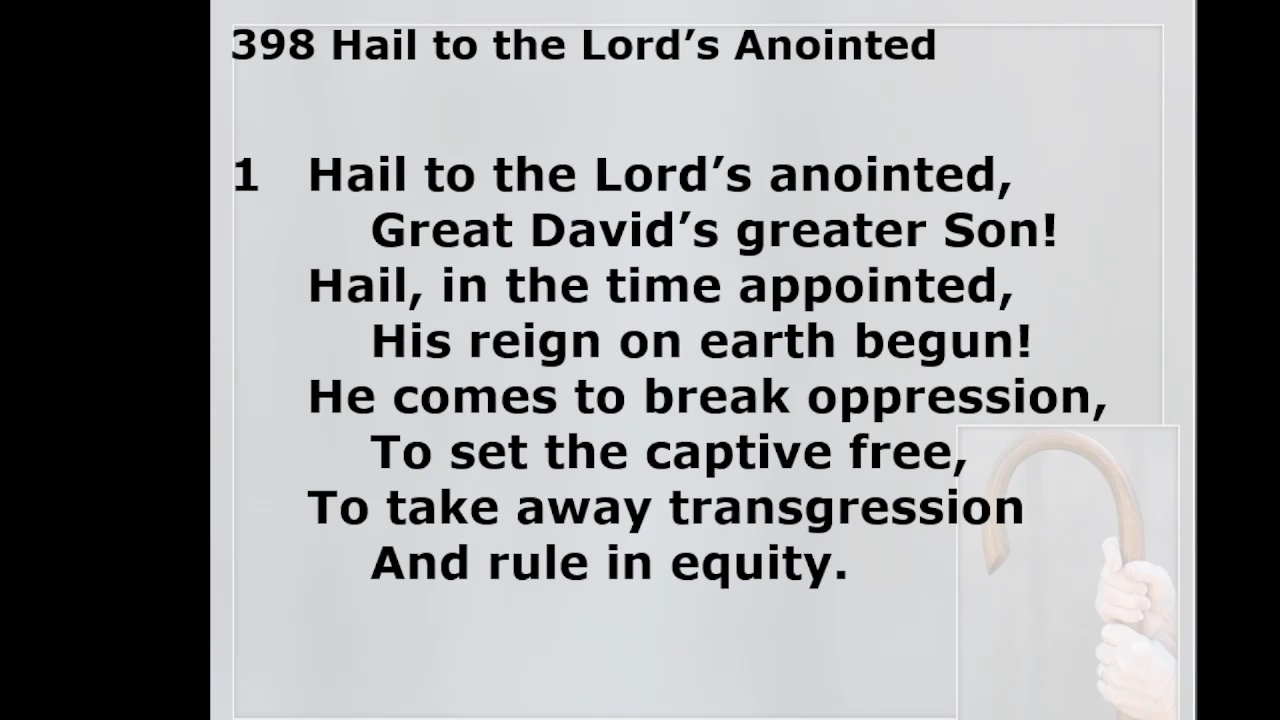 398 Hail to the Lord’s Anointed
1 Hail to the Lord’s anointed,
Great David’s greater Son!
Hail, in the time appointed,
His reign on earth begun!
He comes to break oppression,
To set the captive free,
To take away transgression
And rule in equity.